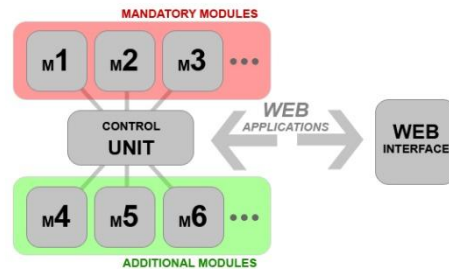 MANDATORY MODULES
M1 M2 M3 •••
CONTROL
UNIT
WEB
APPLICATIONS
WEB
INTERFACE
M4 M5 M6 •••
ADDITIONAL MODULES